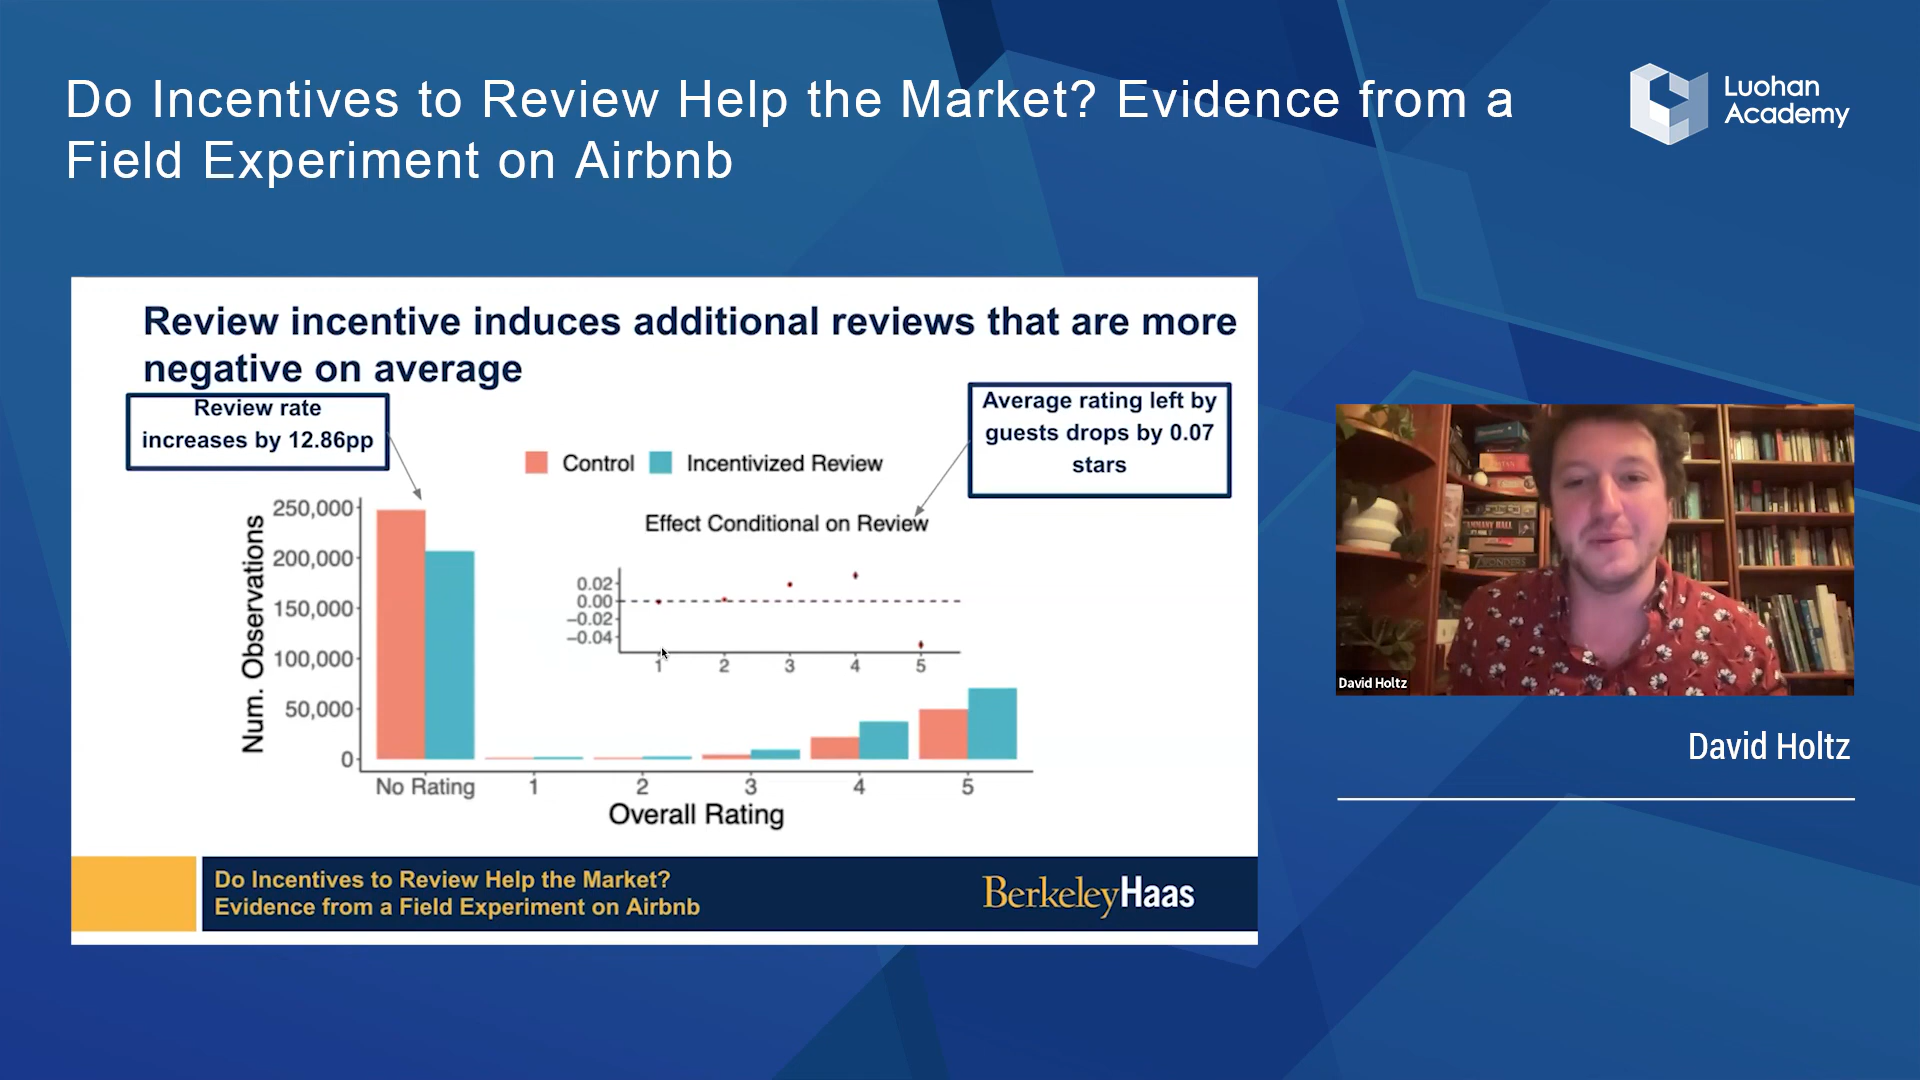 Do Incentives to Review Help the Market? Evidence from a
Field Experiment on Airbnb
Luohan
Academy
Review incentive induces additional reviews that are more
negative on average
Review rate
increases by 12.86pp
Average rating left by
guests drops by 0.07
stars
Control
Incentivized Review
Effect Conditional on Review
0.02
0.00
−0.02
−0.04
1 2 3 4 5
Num. Observations
250,000
200,000
150,000
100,000
50,000
0
No Rating 1 2 3 4 5
Overall Rating
Do Incentives to Review Help the Market?
Evidence from a Field Experiment on Airbnb
BerkeleyHaas
WONDERS
David Holtz
David Holtz